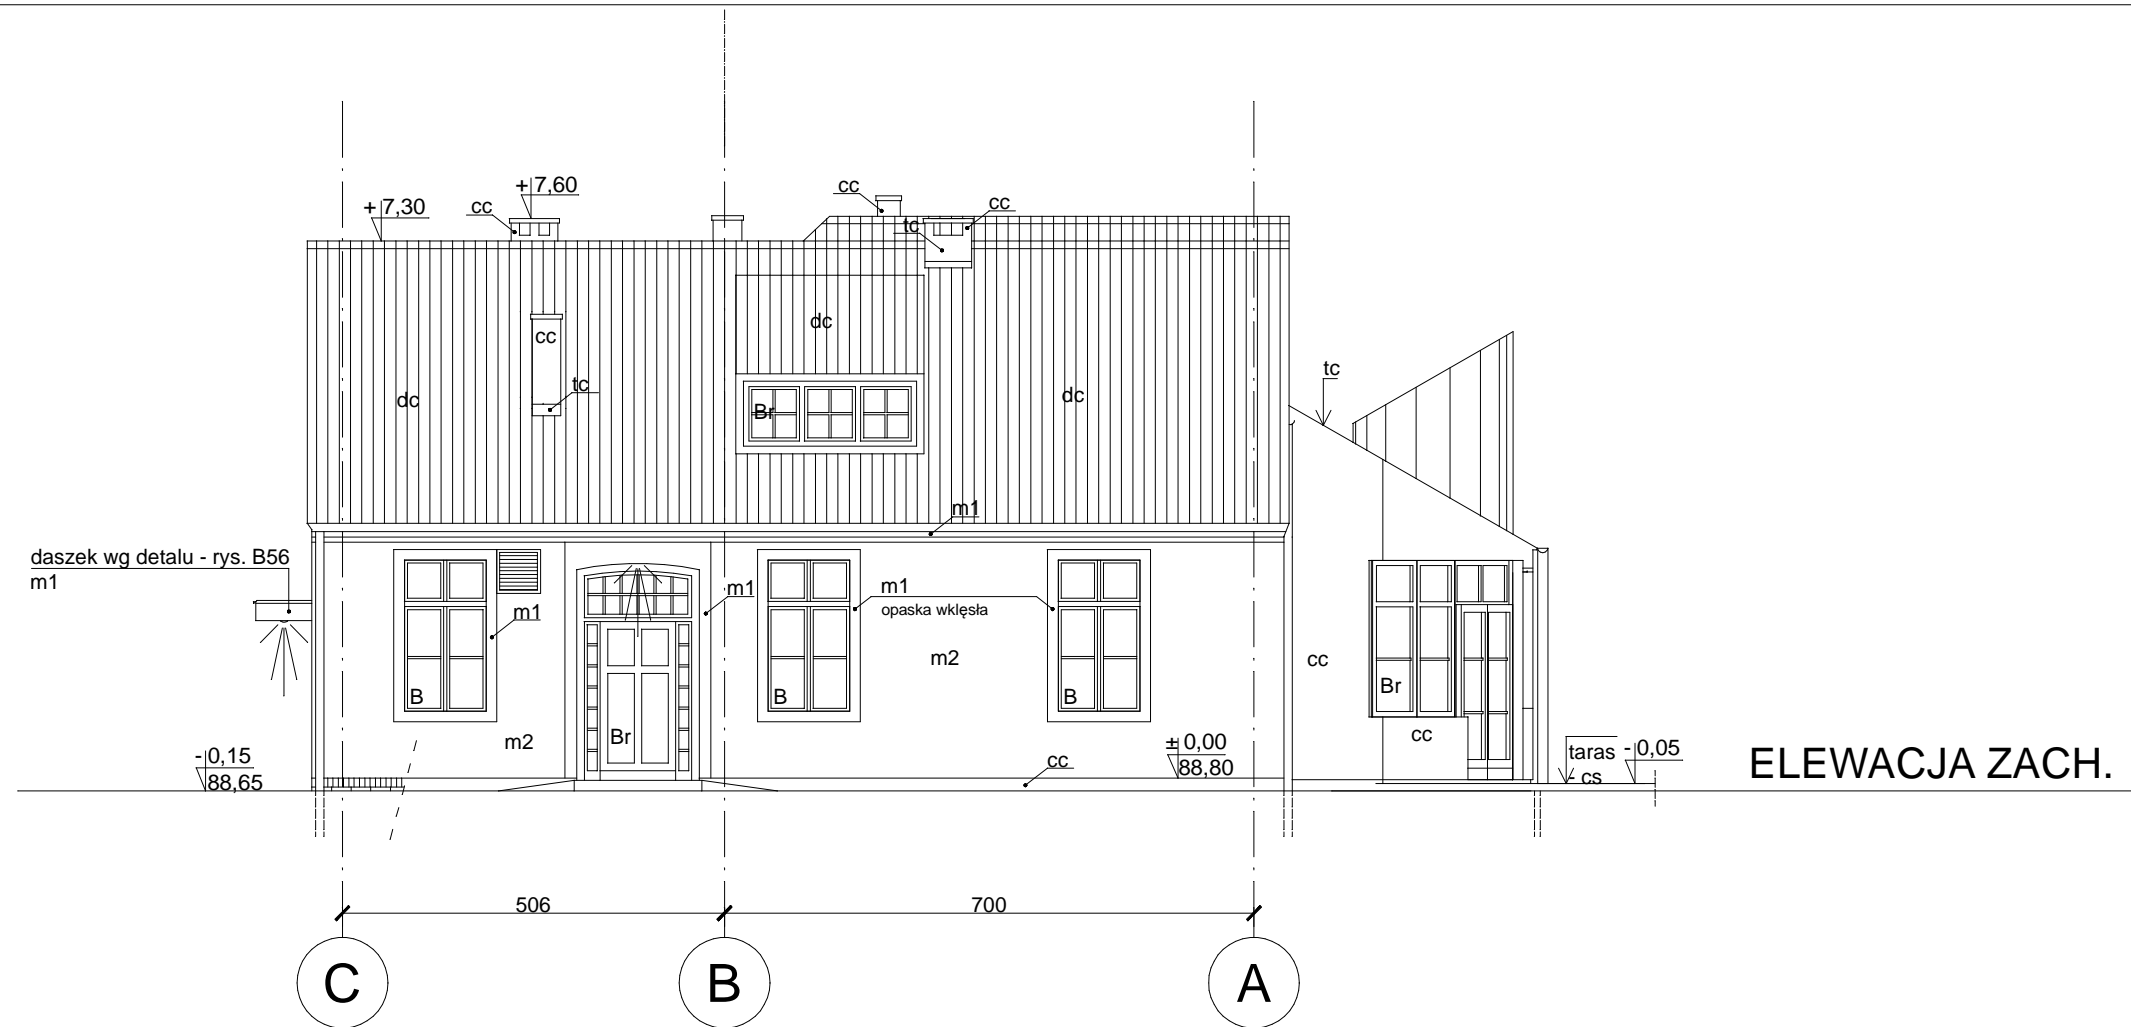 +7,60
cc
+7,30
cc
cc
cc
tc
dc
cc
tc
dc
dc
Br
tc
m1
daszek wg detalu - rys. B56
m1
m1
m1
m1
opaska wklęsła
m2
cc
B
B
B
Br
Br
m2
cc
-0,15
88,65
±0,00
88,80
cc
taras
- cs
-0,05
ELEWACJA ZACH.
506
700
C
B
A